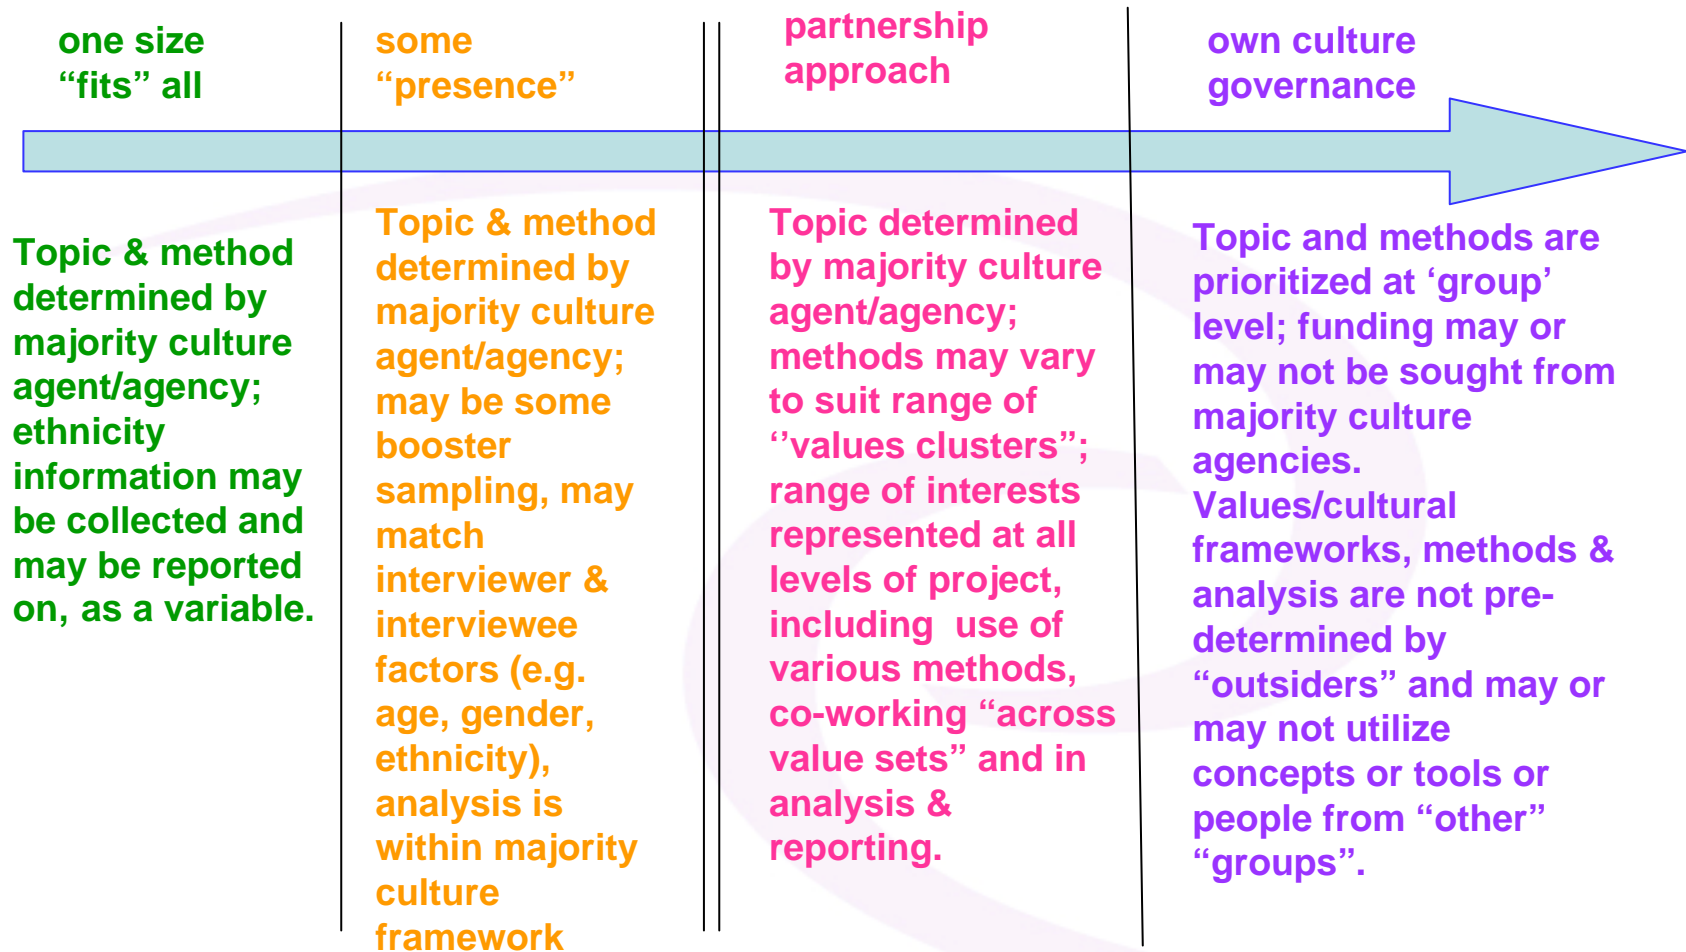 one size
“fits” all
some
“presence”
partnership
approach
own culture
governance
Topic & method
determined by
majority culture
agent/agency;
ethnicity
information may
be collected and
may be reported
on, as a variable.
Topic & method
determined by
majority culture
agent/agency;
may be some
booster
sampling, may
match
interviewer &
interviewee
factors (e.g.
age, gender,
ethnicity),
analysis is
within majority
culture
framework
Topic determined
by majority culture
agent/agency;
methods may vary
to suit range of
‘’values clusters”;
range of interests
represented at all
levels of project,
including  use of
various methods,
co-working “across
value sets” and in
analysis &
reporting.
Topic and methods are
prioritized at ‘group’
level; funding may or
may not be sought from
majority culture
agencies.
Values/cultural
frameworks, methods &
analysis are not pre-
determined by
“outsiders” and may or
may not utilize
concepts or tools or
people from “other”
“groups”.